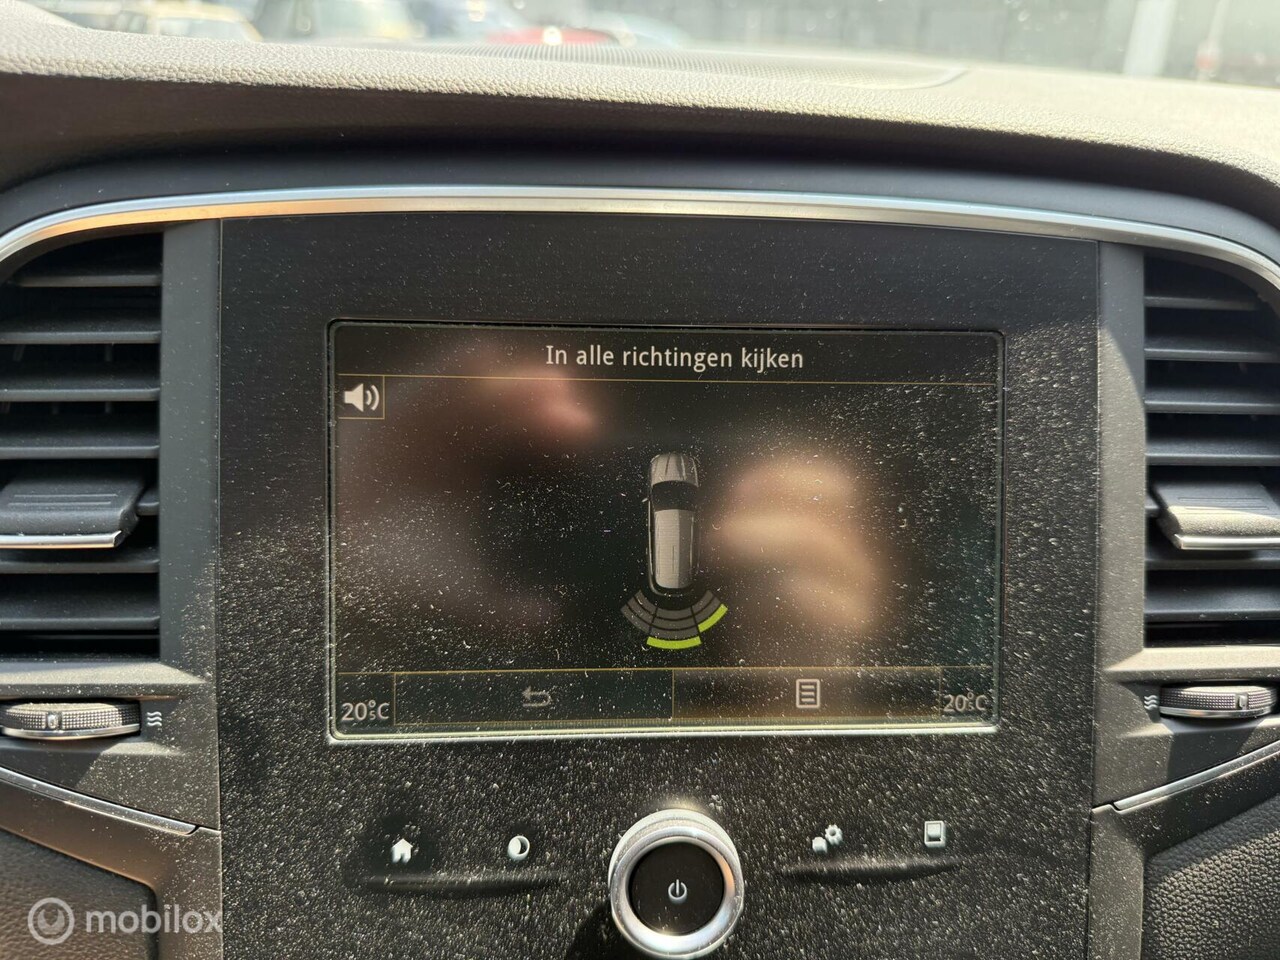 In alle richtingen kijken
20°C
20°C
mobilox